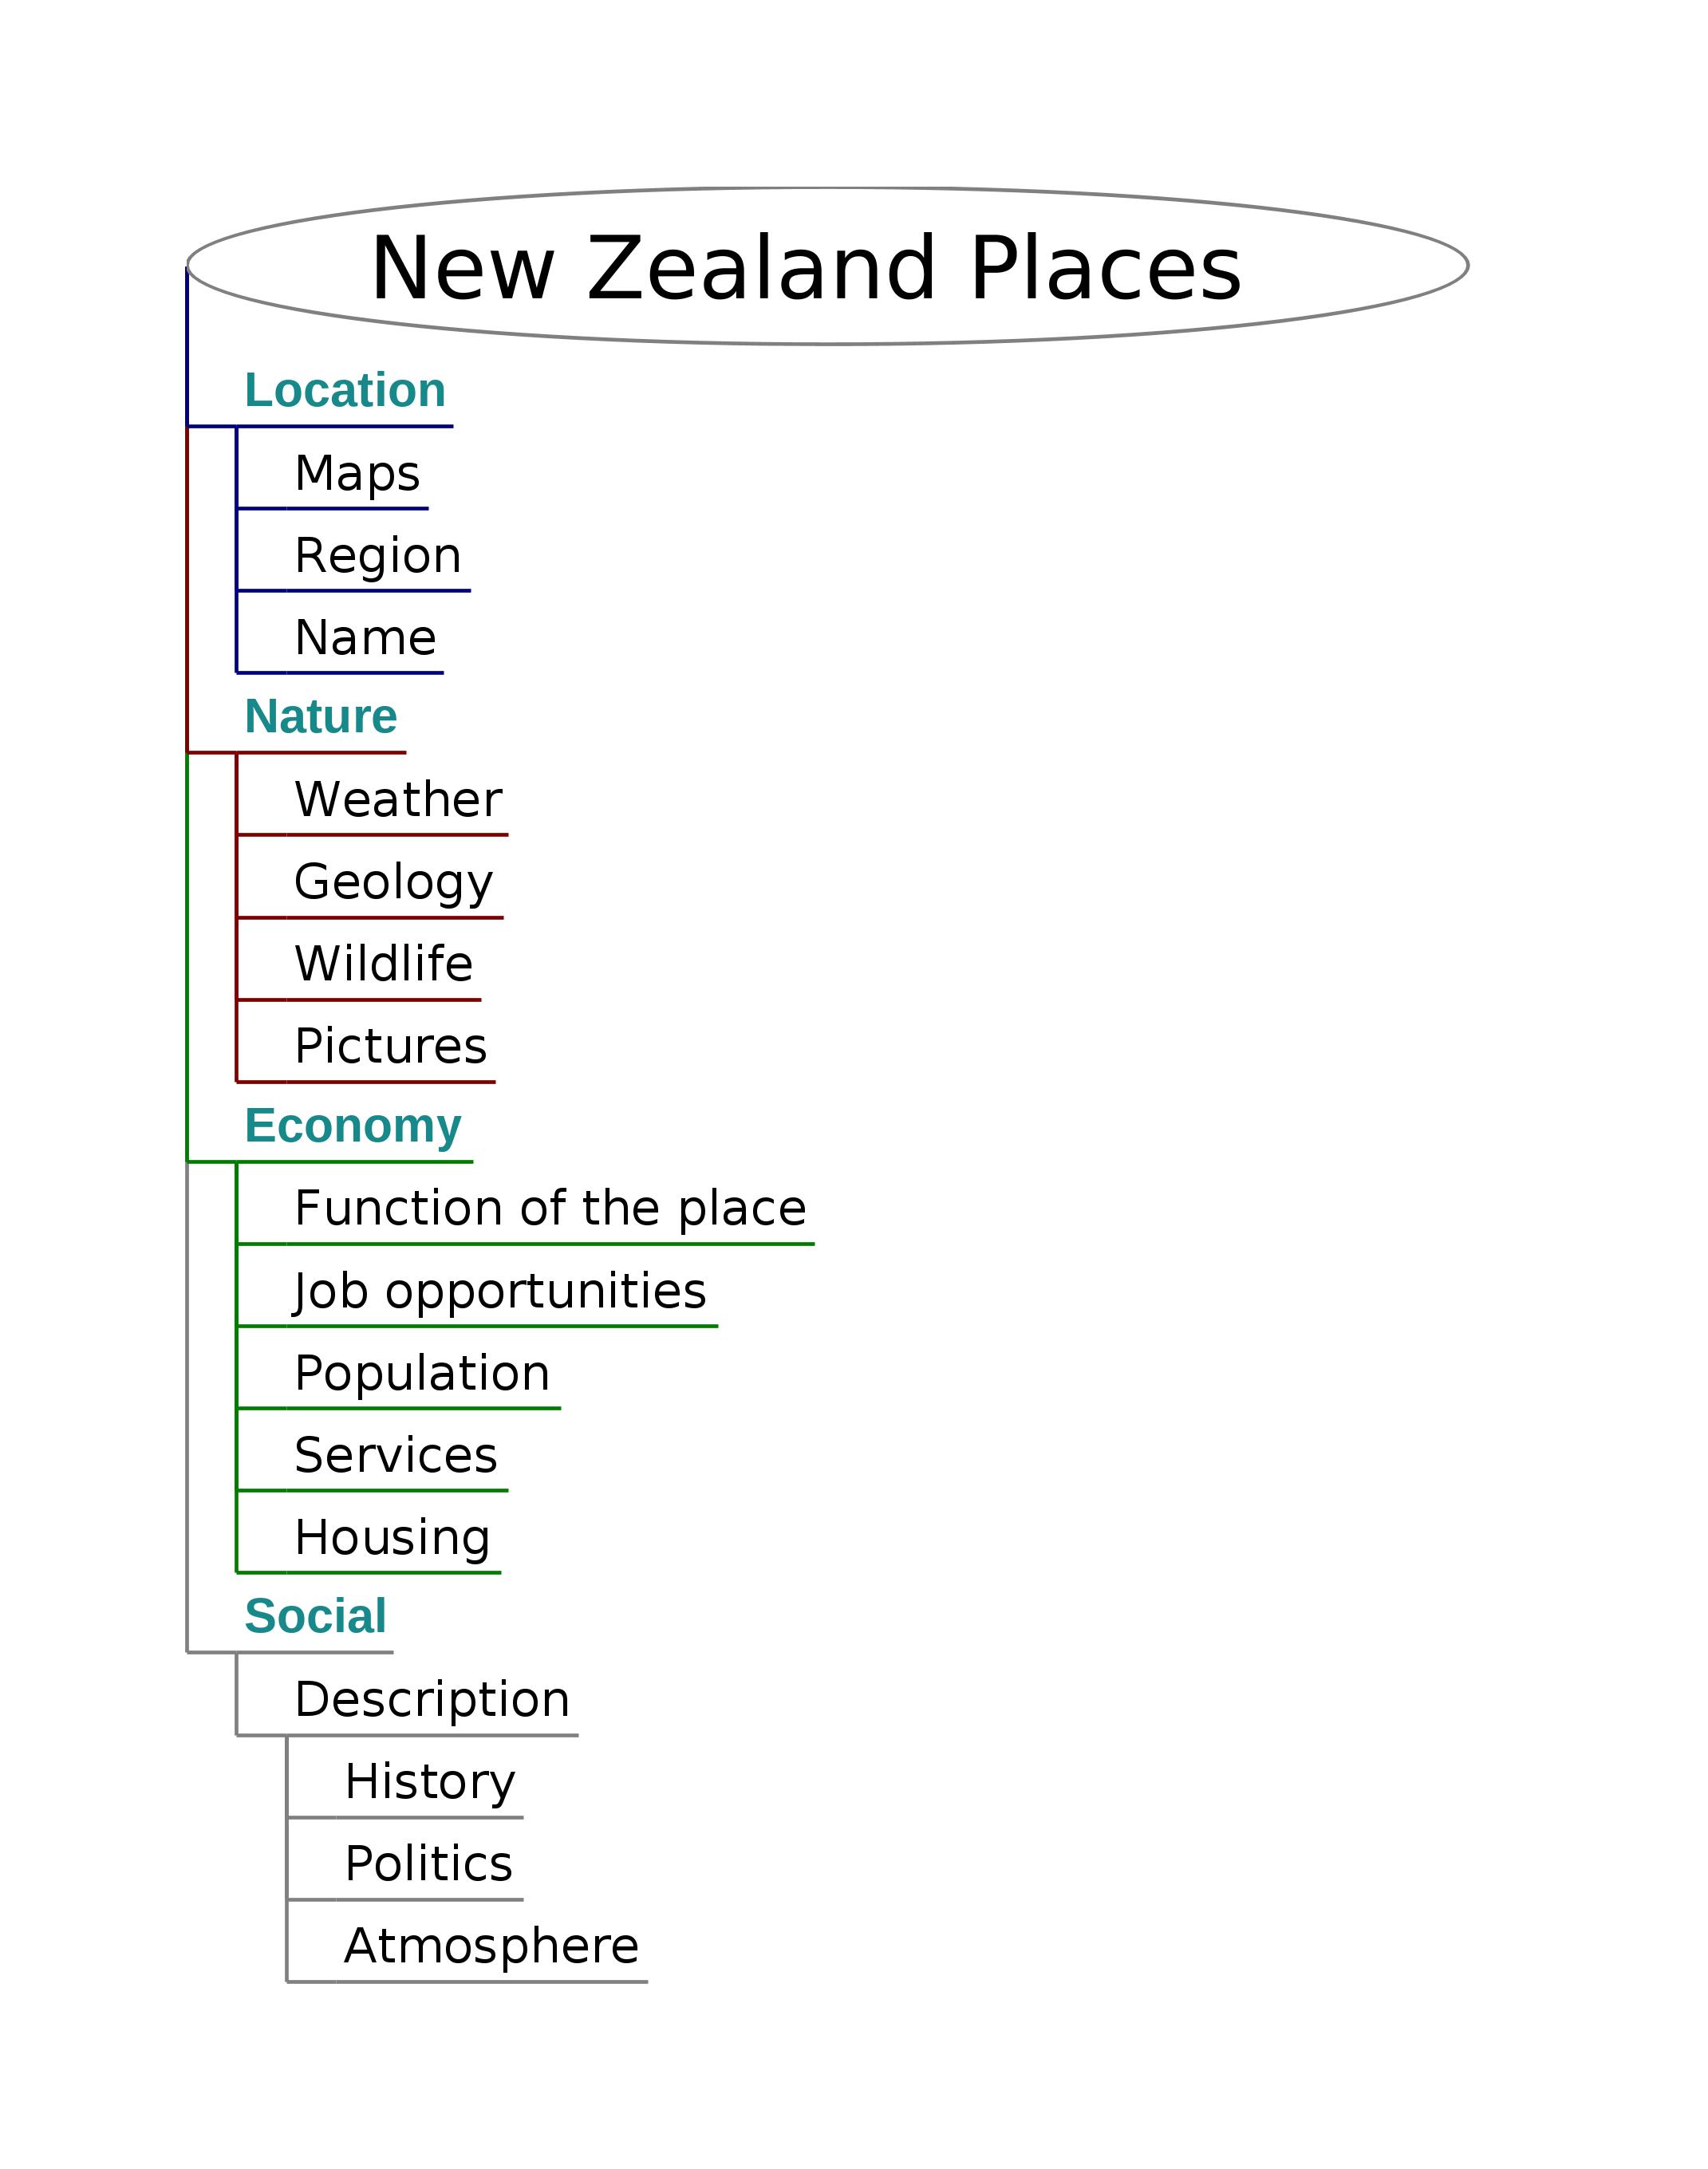 New Zealand Places
Location
Maps
Region
Name
Nature
Weather
Geology
Wildlife
Pictures
Economy
Function of the place
Job opportunities
Population
Services
Housing
Social
Description
History
Politics
Atmosphere